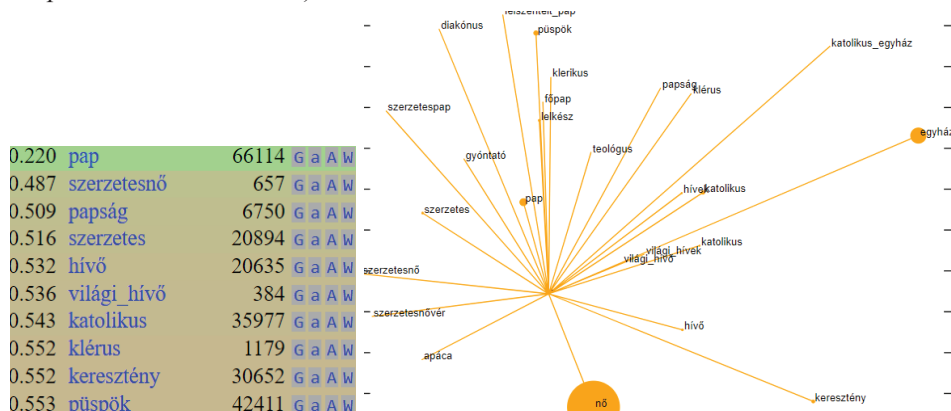 0.220 pap 66114 G a A W
0.487 szerzetesnő 657 G a A W
0.509 papság 6750 G a A W
0.516 szerzetes 20894 G a A W
0.532 hívő 20635 G a A W
0.536 világi_hívő 384 G a A W
0.543 katolikus 35977 G a A W
0.552 klérus 1179 G a A W
0.552 keresztény 30652 G a A W
0.553 püspök 42411 G a A W
felszentelt_pap
diakónus
püspök
katolikus_egyház
klerikus
papság
klérus
szerzetespap
főpap
lelkész
egyház
gyóntató
teológus
hívek
katolikus
pap
szerzetes
katolikus
világi_hívek
világi_hívő
szerzetesnő
szerzetesnővér
hívő
apáca
keresztény
nő